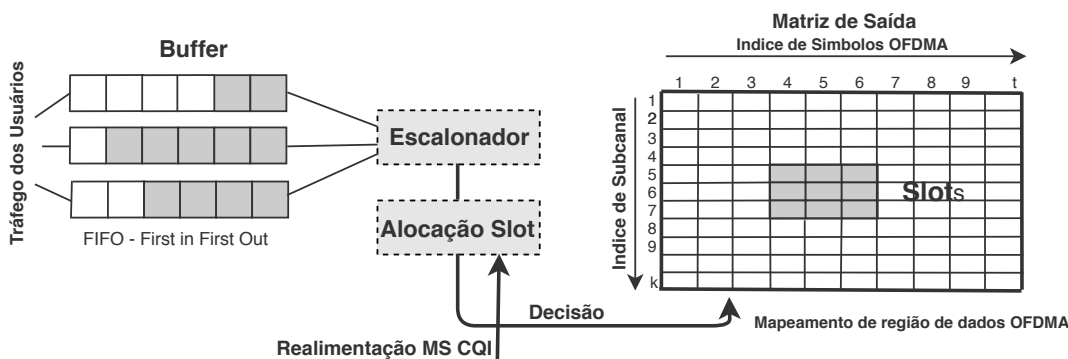 Tráfego dos Usuários
Buffer
FIFO - First in First Out
Escalonador
Alocação Slot
Decisão
Realimentação MS CQI
Matriz de Saída
Indice de Simbolos OFDMA
1 2 3 4 5 6 7 8 9 t
Indice de Subcanal
1
2
3
4
5
6
7
8
9
k
Slots
Mapeamento de região de dados OFDMA